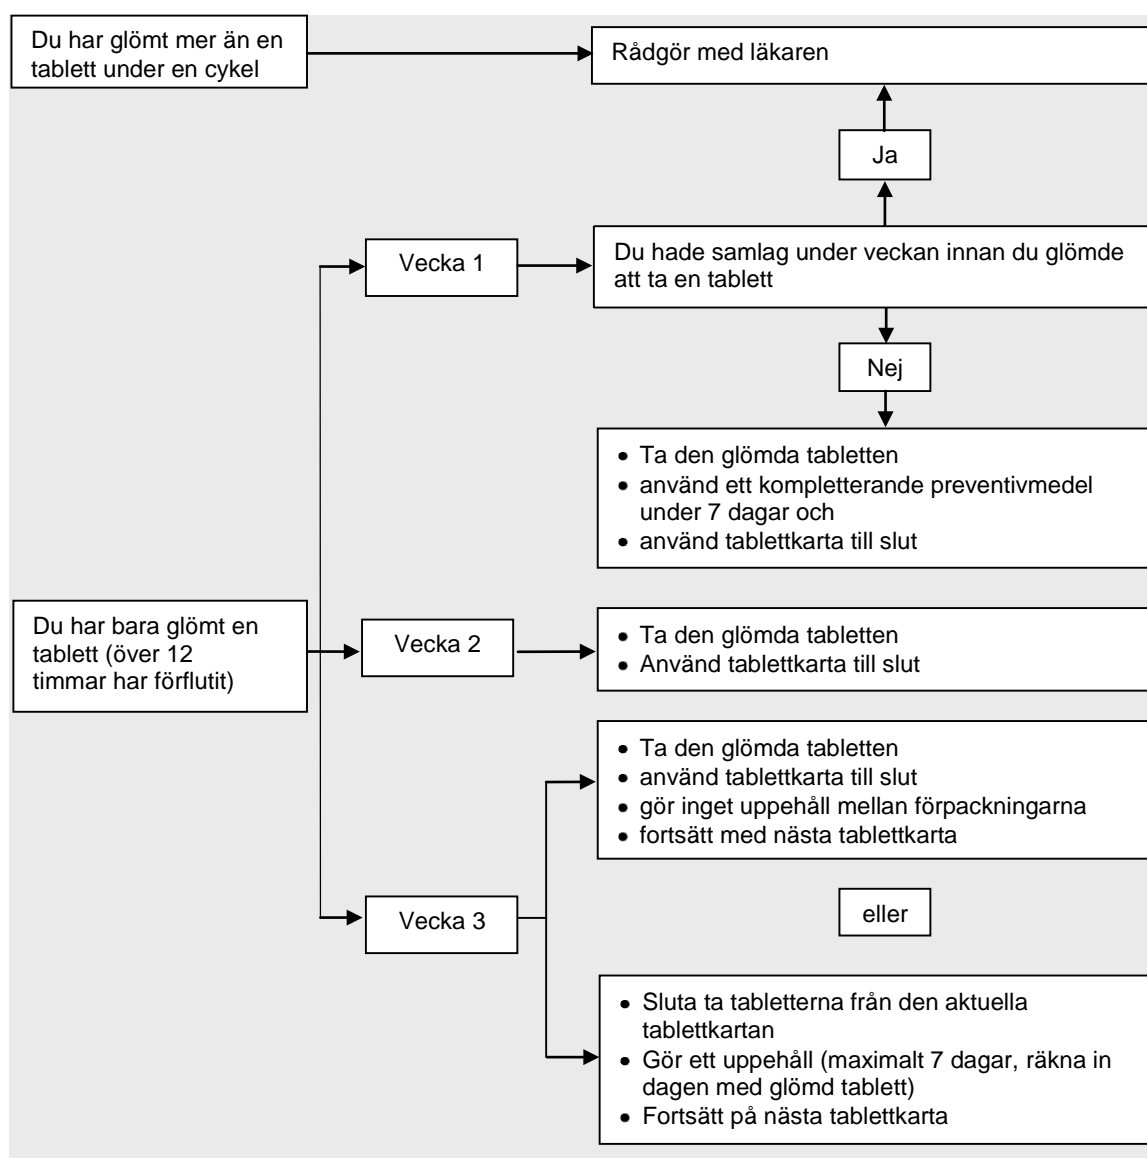 Du har glömt mer än en
tablett under en cykel
Rådgör med läkaren
Ja
Vecka 1
Du hade samlag under veckan innan du glömde
att ta en tablett
Nej
• Ta den glömda tabletten
• använd ett kompletterande preventivmedel
under 7 dagar och
• använd tablettkarta till slut
Du har bara glömt en
tablett (över 12
timmar har förflutit)
Vecka 2
• Ta den glömda tabletten
• Använd tablettkarta till slut
• Ta den glömda tabletten
• använd tablettkarta till slut
• gör inget uppehåll mellan förpackningarna
• fortsätt med nästa tablettkarta
Vecka 3
eller
• Sluta ta tabletterna från den aktuella
tablettkartan
• Gör ett uppehåll (maximalt 7 dagar, räkna in
dagen med glömd tablett)
• Fortsätt på nästa tablettkarta